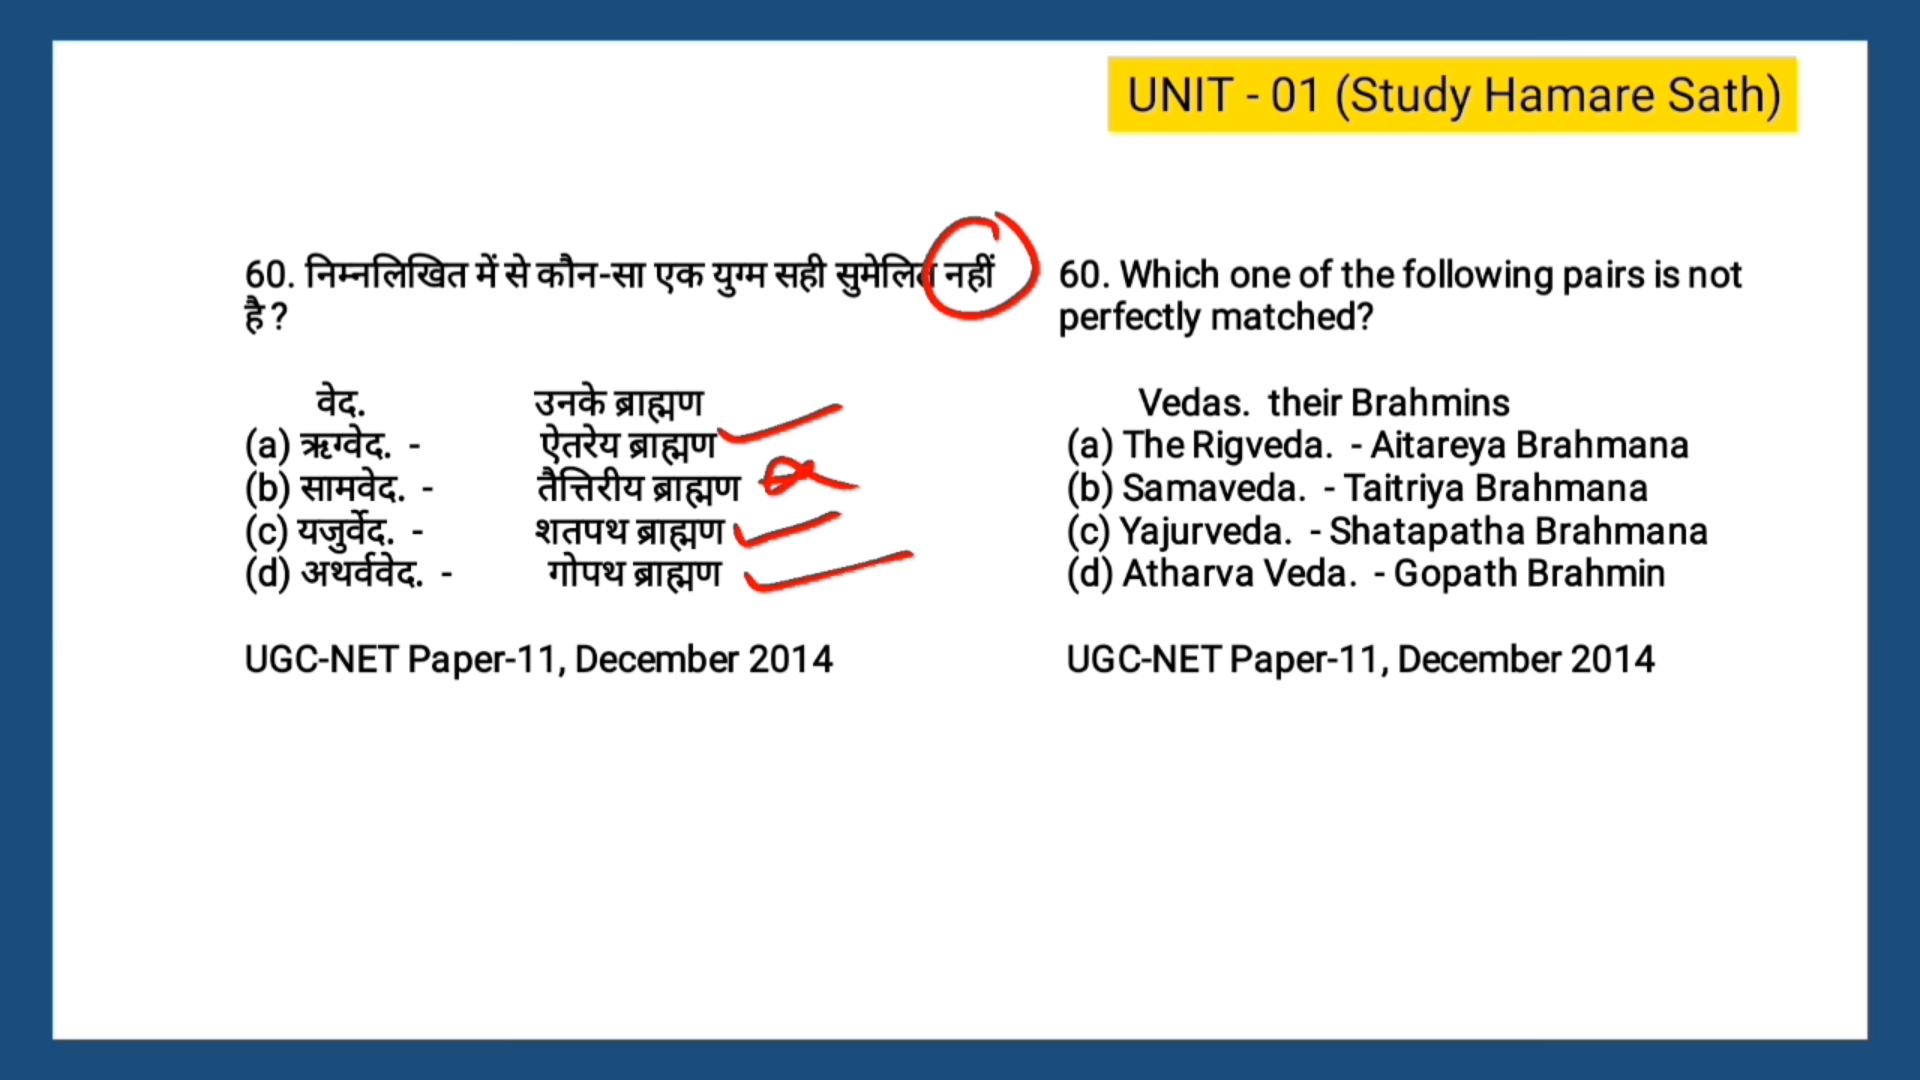 UNIT - 01 (Study Hamare Sath)
60. निम्नलिखित में से कौन-सा एक युग्म सही सुमेलित नहीं
है ?
वेद. उनके ब्राह्मण
(a) ऋग्वेद. - ऐतरेय ब्राह्मण
(b) सामवेद. - तैत्तिरीय ब्राह्मण
(c) यजुर्वेद. - शतपथ ब्राह्मण
(d) अथर्ववेद. - गोपथ ब्राह्मण
UGC-NET Paper-11, December 2014
60. Which one of the following pairs is not
perfectly matched?
Vedas. their Brahmins
(a) The Rigveda. - Aitareya Brahmana
(b) Samaveda. - Taitriya Brahmana
(c) Yajurveda. - Shatapatha Brahmana
(d) Atharva Veda. - Gopath Brahmin
UGC-NET Paper-11, December 2014